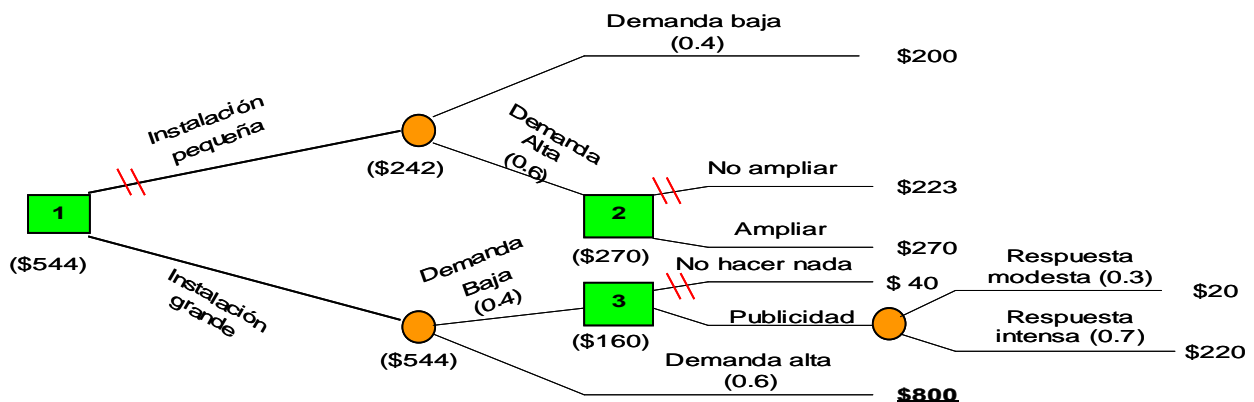 Demanda baja
(0.4)
$200
Instalación
pequeña
Demanda
Alta
(0.6)
($242)
No ampliar
$223
1
2
Ampliar
($544)
($270)
$270
Demanda
Baja
(0.4)
No hacer nada
$ 40
Respuesta
modesta (0.3)
$20
Instalación
grande
3
Publicidad
Respuesta
intensa (0.7)
$220
($544)
($160)
Demanda alta
(0.6)
$800